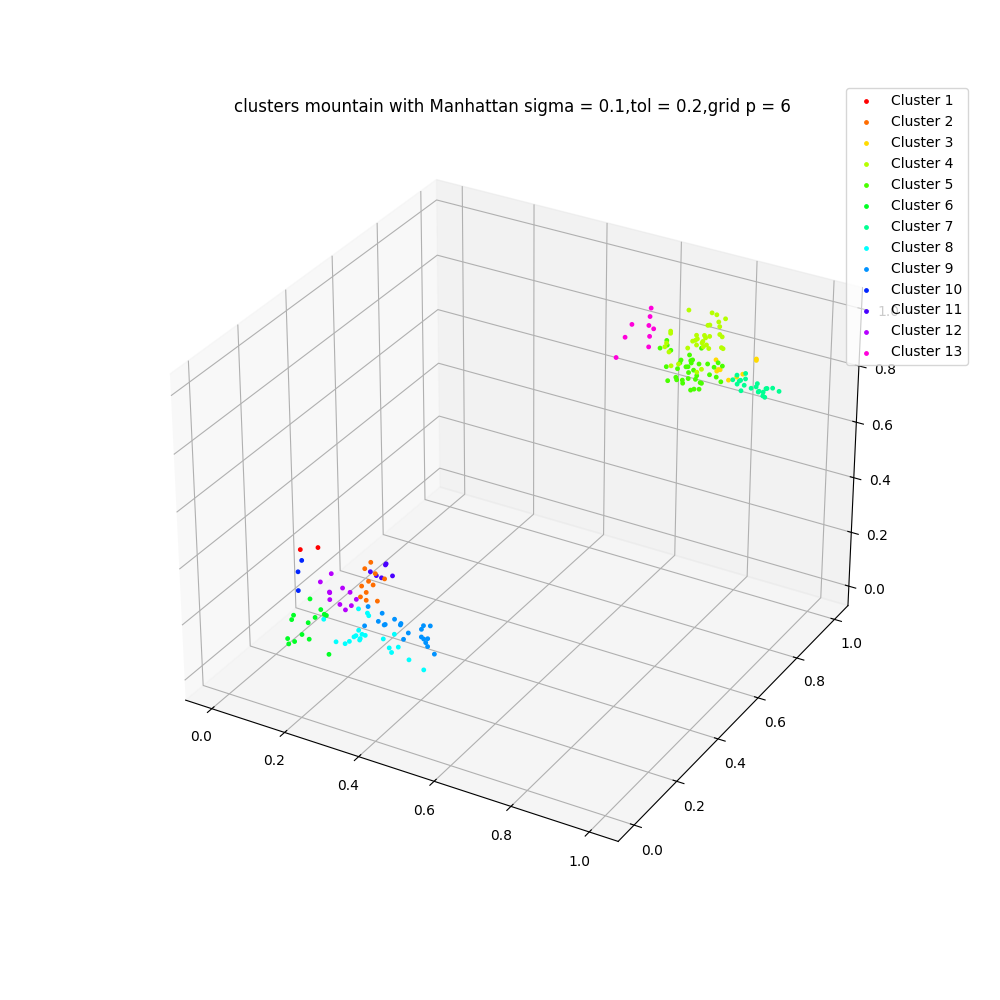 clusters mountain with Manhattan sigma = 0.1,tol = 0.2,grid p = 6
Cluster 1
Cluster 2
Cluster 3
Cluster 4
Cluster 5
Cluster 6
Cluster 7
Cluster 8
Cluster 9
Cluster 10
Cluster 11
Cluster 12
Cluster 13
0.8
0.6
0.4
0.2
0.0
1.0
0.8
0.6
0.4
0.2
0.0
0.0
0.2
0.4
0.6
0.8
1.0